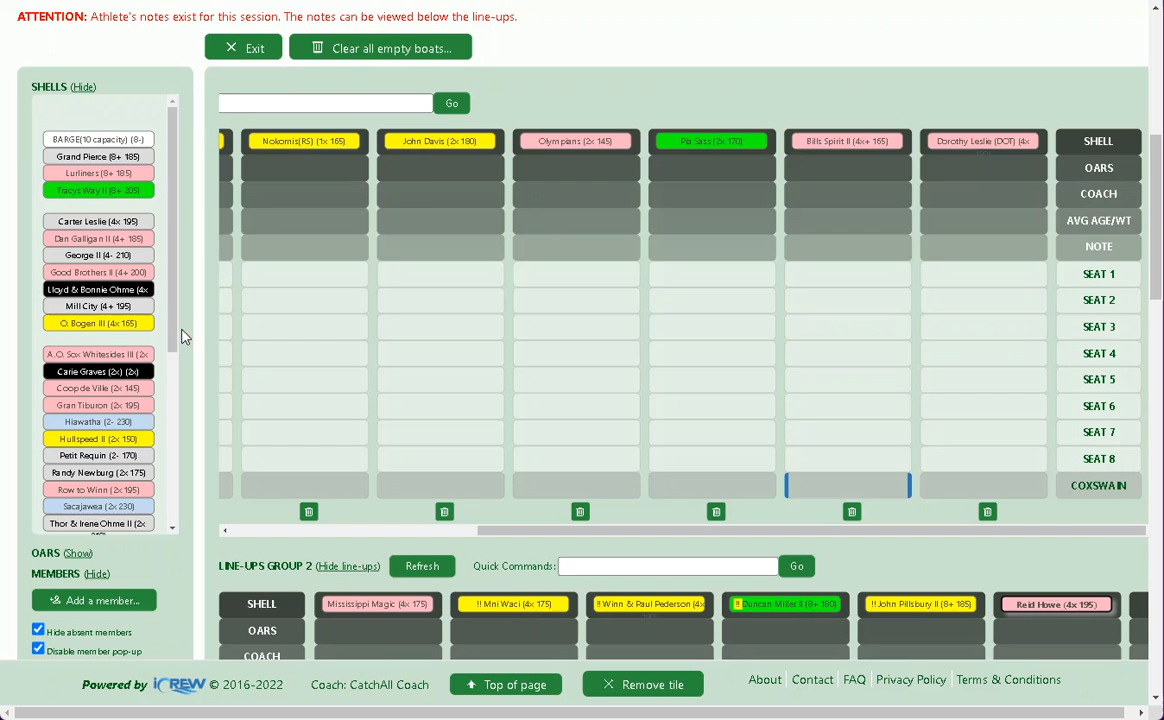 ATTENTION: Athlete's notes exist for this session. The notes can be viewed below the line-ups.
Exit
Clear all empty boats...
SHELLS (Hide)
BARGE(10 capacity) (8-)
Grand Pierce (8+ 185)
Lurliners (8+ 185)
Tracys Way II (8+ 205)
Carter Leslie (4x 195)
Dan Galligan II (4+ 185)
George II (4- 210)
Good Brothers II (4+ 200)
Lloyd & Bonnie Ohme (4x
Mill City (4+ 195)
O. Bogen III (4x 165)
A.O. Sox Whitesides III (2x
Carie Graves (2x) (2x)
Coop de Ville (2x 145)
Gran Tiburon (2x 195)
Hiawatha (2- 230)
Hullspeed II (2x 150)
Petit Requin (2- 170)
Randy Newburg (2x 175)
Row to Winn (2x 195)
Sacajawea (2x 230)
Thor & Irene Ohme II (2x
OARS (Show)
MEMBERS (Hide)
Add a member...
Hide absent members
Disable member pop-up
Go
Nokomis(RS) (1x 165)
John Davis (2x 180)
Olympians (2x 145)
Pia Sass (2x 170)
Bills Spirit II (4x+ 165)
Dorothy Leslie (DOT) (4x
SHELL
OARS
COACH
AVG AGE/WT
NOTE
SEAT 1
SEAT 2
SEAT 3
SEAT 4
SEAT 5
SEAT 6
SEAT 7
SEAT 8
COXSWAIN
LINE-UPS GROUP 2 (Hide line-ups)
Refresh
Quick Commands:
Go
SHELL
Mississippi Magic (4x 175)
!! Mni Waci (4x 175)
!! Winn & Paul Pederson (4x
!! Duncan Miller II (8+ 180)
!! John Pillsbury II (8+ 185)
Reid Howe (4x 195)
OARS
COACH
Powered by iCREW © 2016-2022
Coach: CatchAll Coach
Top of page
Remove tile
About
Contact
FAQ
Privacy Policy
Terms & Conditions